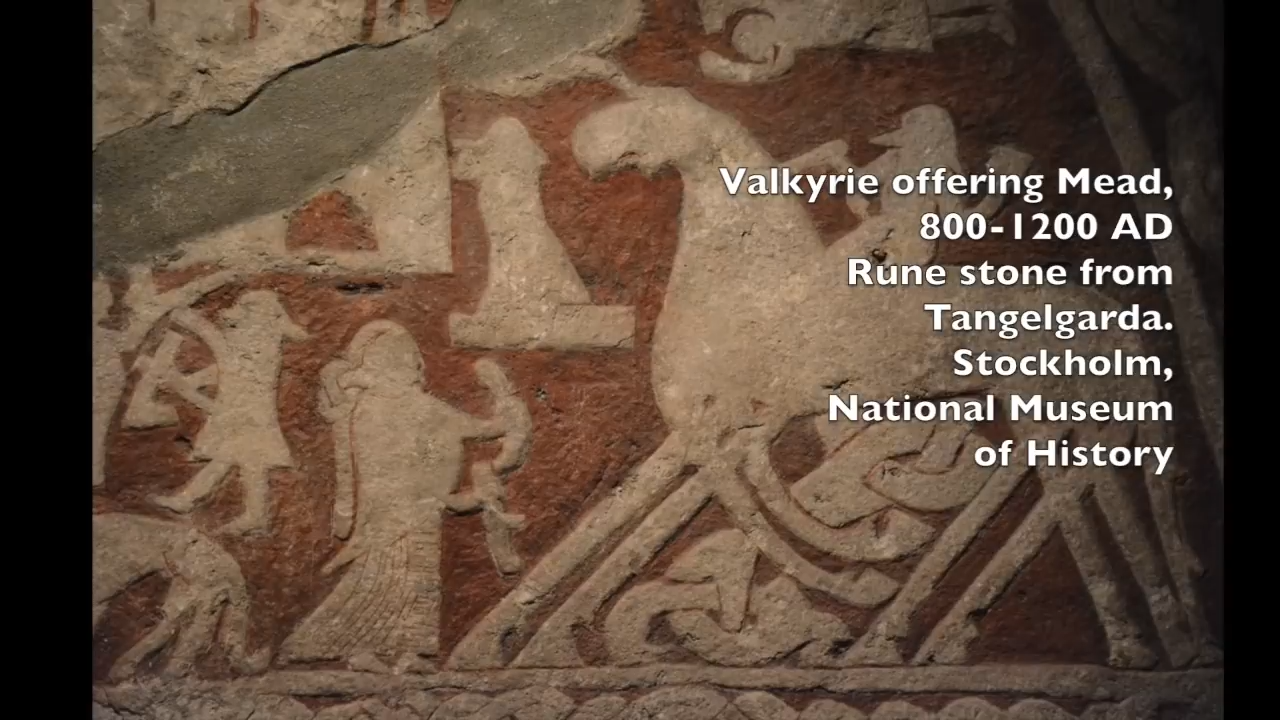 Valkyrie offering Mead,
800-1200 AD
Rune stone from
Tangelgarda.
Stockholm,
National Museum
of History